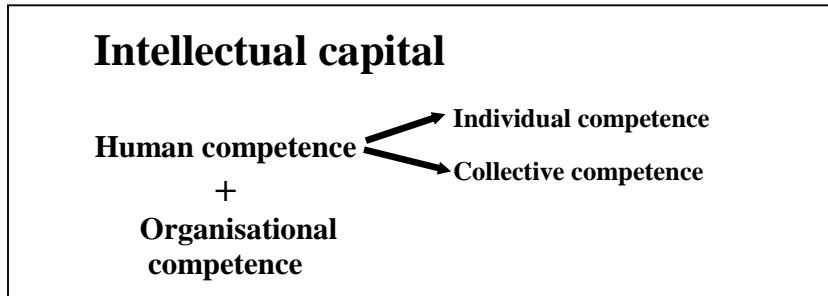 Intellectual capital
Individual competence
Human competence
Collective competence
+
Organisational
competence